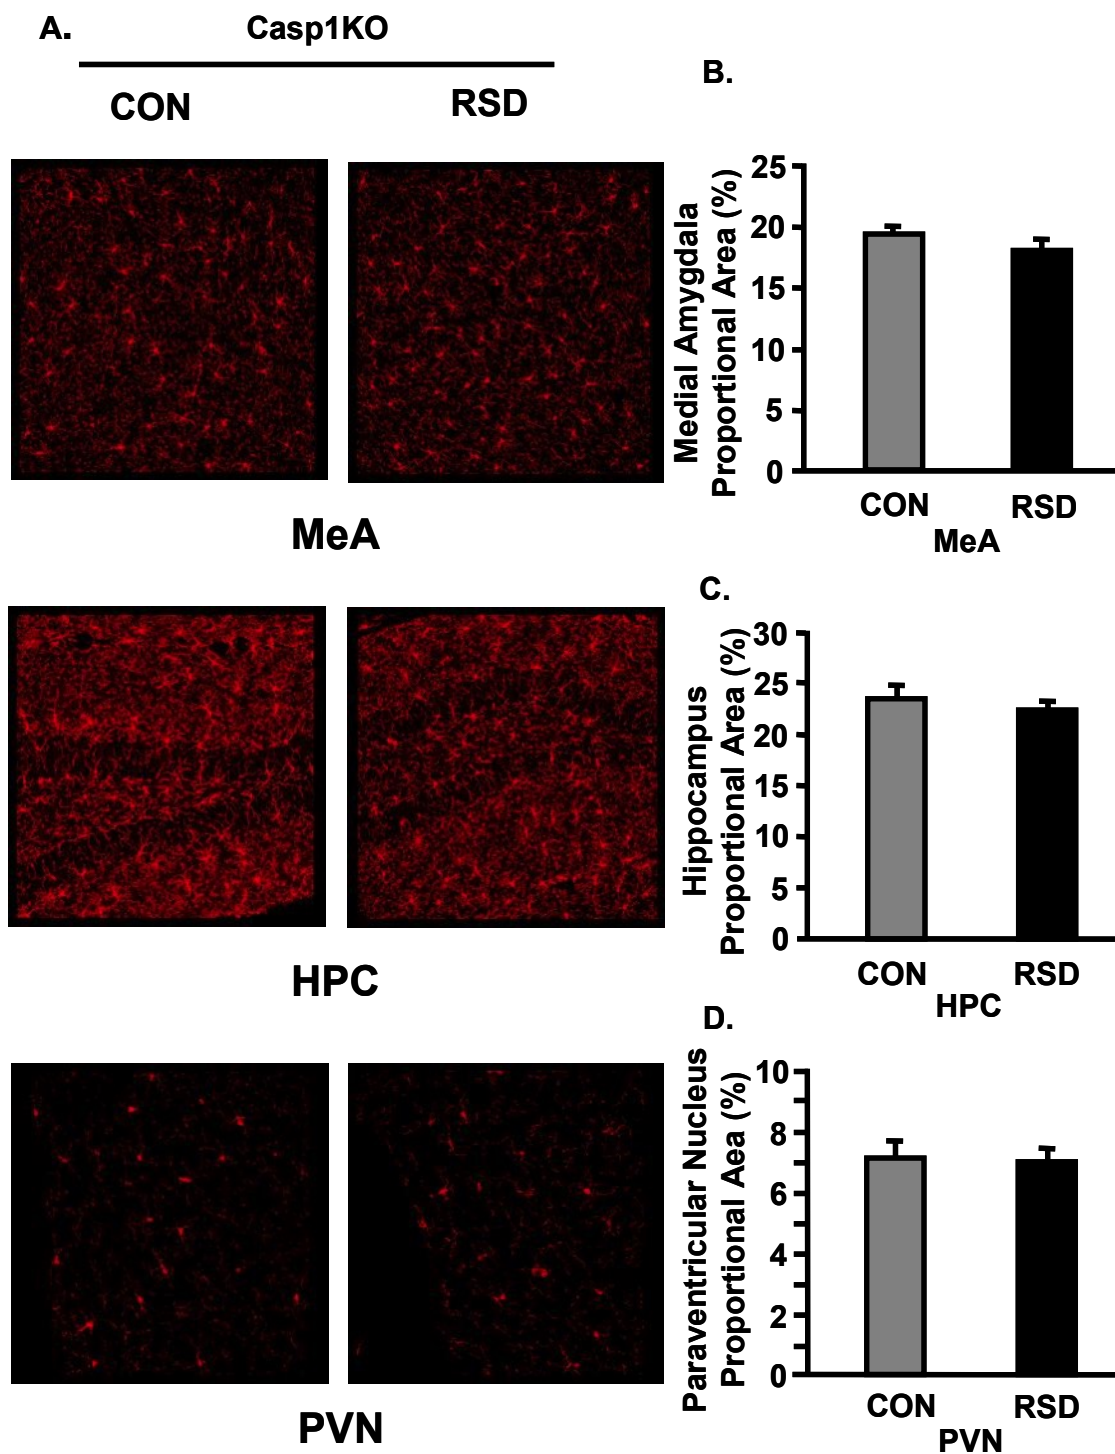 A.
Casp1KO
CON
RSD
MeA
HPC
PVN
B.
Medial Amygdala
Proportional Area (%)
25
20
15
10
5
0
CON
RSD
MeA
C.
Hippocampus
Proportional Area (%)
30
25
20
15
10
5
0
CON
RSD
HPC
D.
Paraventricular Nucleus
Proportional Aea (%)
10
8
6
4
2
0
CON
RSD
PVN